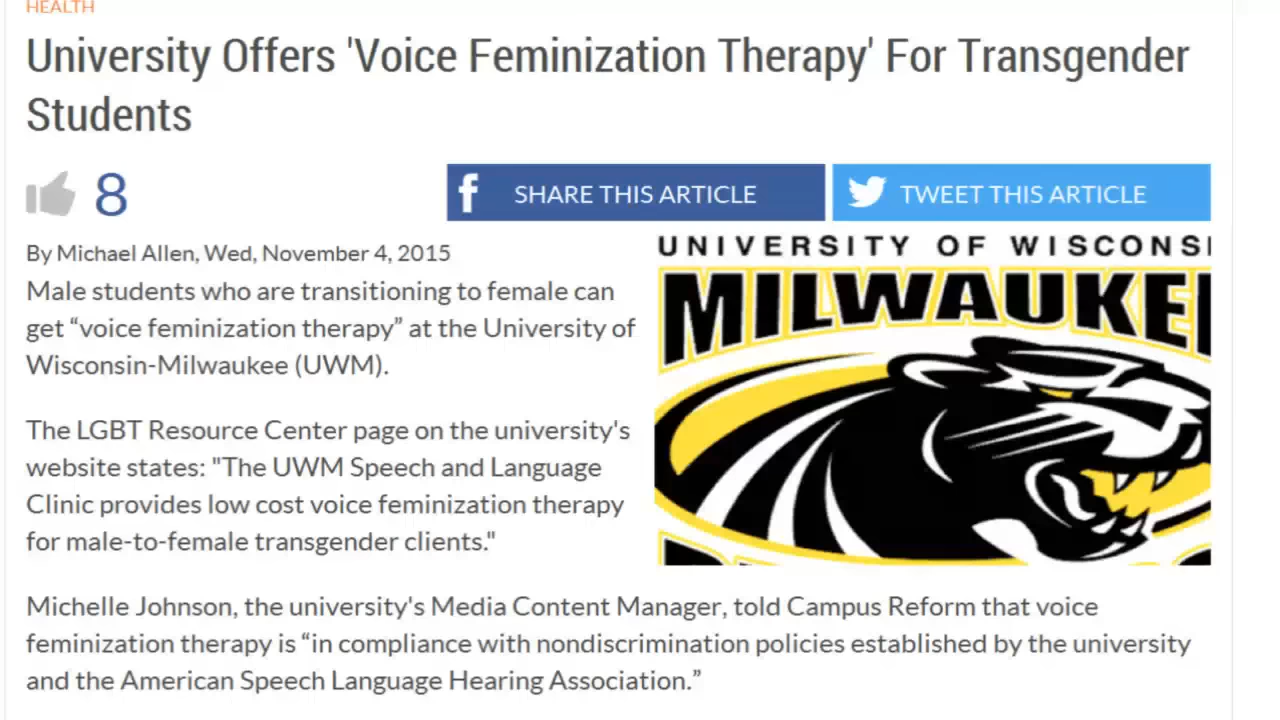 HEALTH
University Offers 'Voice Feminization Therapy' For Transgender
Students
8
SHARE THIS ARTICLE
TWEET THIS ARTICLE
By Michael Allen, Wed, November 4, 2015
Male students who are transitioning to female can
get “voice feminization therapy” at the University of
Wisconsin-Milwaukee (UWM).
The LGBT Resource Center page on the university's
website states: "The UWM Speech and Language
Clinic provides low cost voice feminization therapy
for male-to-female transgender clients."
UNIVERSITY OF WISCONSI
MILWAUKE
Michelle Johnson, the university's Media Content Manager, told Campus Reform that voice
feminization therapy is “in compliance with nondiscrimination policies established by the university
and the American Speech Language Hearing Association.”